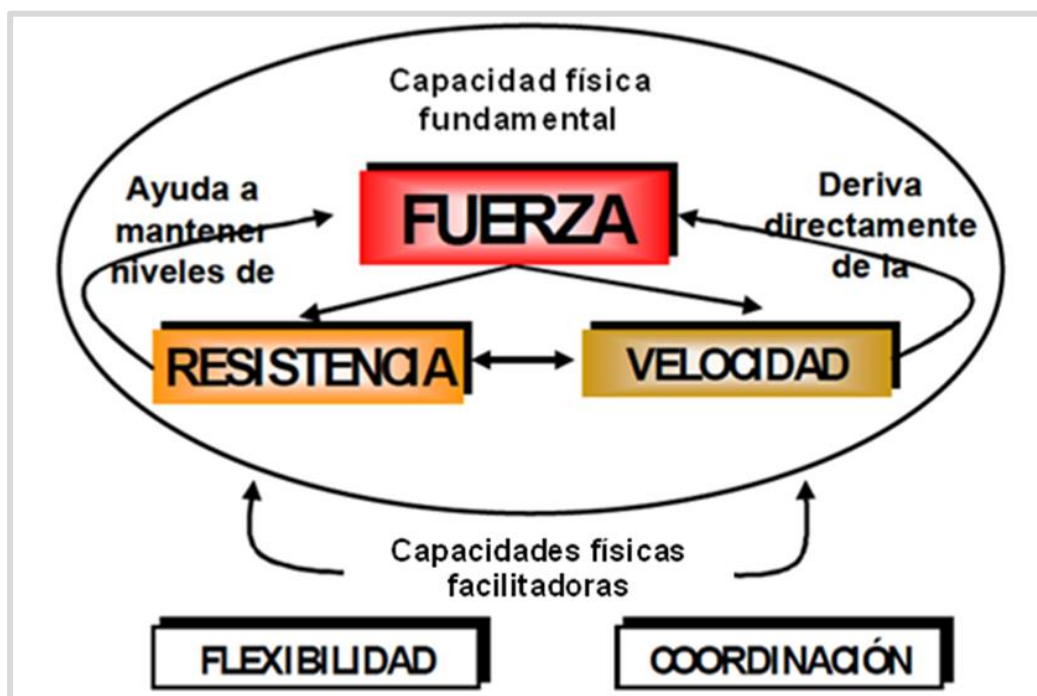 Capacidad física
fundamental
FUERZA
Ayuda a
mantener
niveles de
Deriva
directamente
de la
RESISTENCIA
VELOCIDAD
Capacidades físicas
facilitadoras
FLEXIBILIDAD
COORDINACIÓN